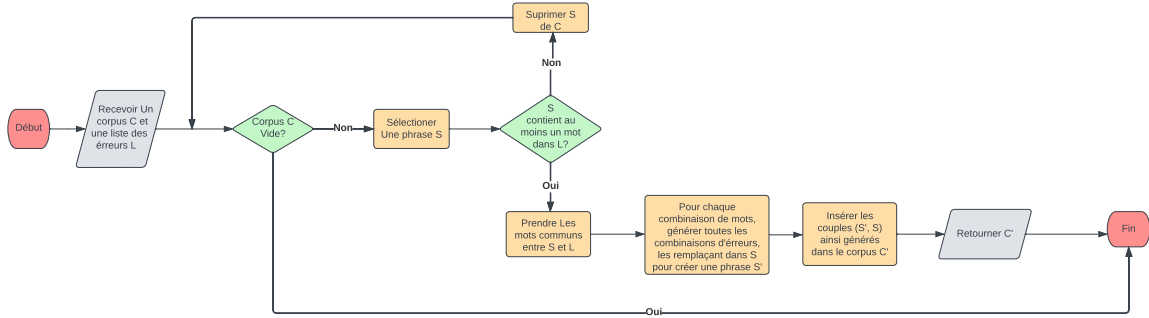 Suprimer S
de C
Non
Début
Recevoir Un
corpus C et
une liste des
érreurs L
Corpus C
Vide?
Non
Sélectioner
Une phrase S
S
contient au
moins un mot
dans L?
Oui
Prendre Les
mots communs
entre S et L
Pour chaque
combinaison de mots,
générer toutes les
combinaisons d'érreurs,
les remplaçant dans S
pour créer une phrase S'
Insérer les
couples (S', S)
ainsi générés
dans le corpus C'
Retourner C'
Fin
Oui